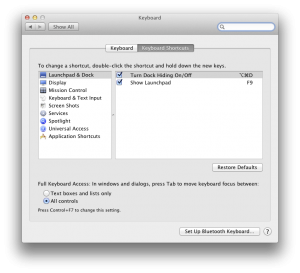 Keyboard
Show All
Keyboard Keyboard Shortcuts
To change a shortcut, double-click the shortcut and hold down the new keys.
Launchpad & Dock
Display
Mission Control
Keyboard & Text Input
Screen Shots
Services
Spotlight
Universal Access
Application Shortcuts
Turn Dock Hiding On/Off ⌥⌘D
Show Launchpad F9
Restore Defaults
Full Keyboard Access: In windows and dialogs, press Tab to move keyboard focus between:
Text boxes and lists only
All controls
Press Control+F7 to change this setting.
Set Up Bluetooth Keyboard...
?